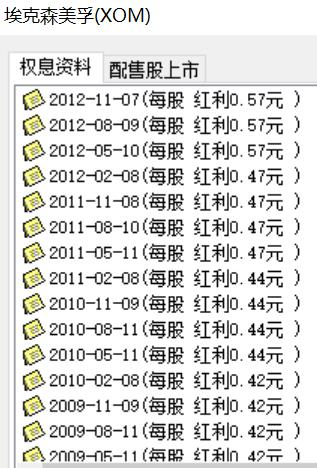 埃克森美孚(XOM)
权息资料 配售股上市
2012-11-07(每股 红利0.57元 )
2012-08-09(每股 红利0.57元 )
2012-05-10(每股 红利0.57元 )
2012-02-08(每股 红利0.47元 )
2011-11-08(每股 红利0.47元 )
2011-08-10(每股 红利0.47元 )
2011-05-11(每股 红利0.47元 )
2011-02-08(每股 红利0.44元 )
2010-11-09(每股 红利0.44元 )
2010-08-11(每股 红利0.44元 )
2010-05-11(每股 红利0.44元 )
2010-02-08(每股 红利0.42元 )
2009-11-09(每股 红利0.42元 )
2009-08-11(每股 红利0.42元 )
2009-05-11(每股 红利0.42元 )